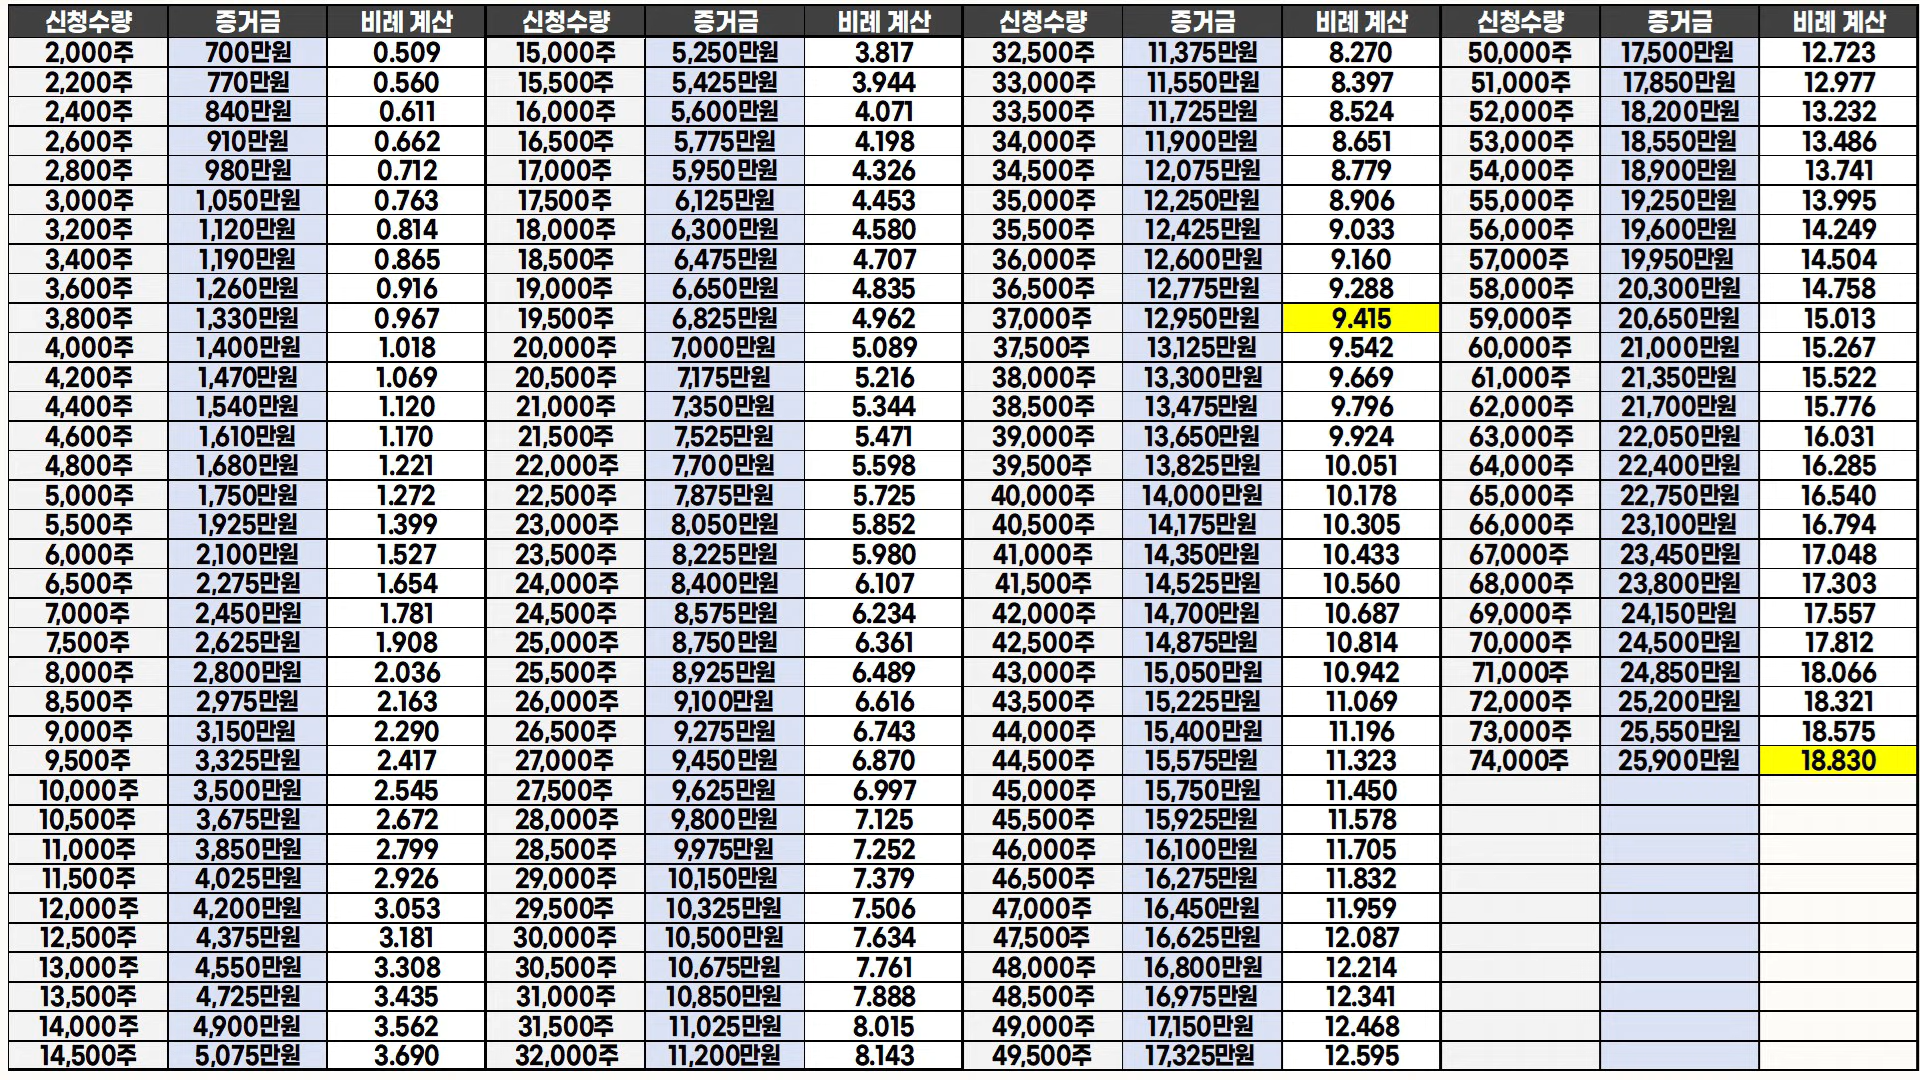 신청수량 증거금 비례 계산 신청수량 증거금 비례 계산 신청수량 증거금 비례 계산 신청수량 증거금 비례 계산
2,000주 700만원 0.509 15,000주 5,250만원 3.817 32,500주 11,375만원 8.270 50,000주 17,500만원 12.723
2,200주 770만원 0.560 15,500주 5,425만원 3.944 33,000주 11,550만원 8.397 51,000주 17,850만원 12.977
2,400주 840만원 0.611 16,000주 5,600만원 4.071 33,500주 11,725만원 8.524 52,000주 18,200만원 13.232
2,600주 910만원 0.662 16,500주 5,775만원 4.198 34,000주 11,900만원 8.651 53,000주 18,550만원 13.486
2,800주 980만원 0.712 17,000주 5,950만원 4.326 34,500주 12,075만원 8.779 54,000주 18,900만원 13.741
3,000주 1,050만원 0.763 17,500주 6,125만원 4.453 35,000주 12,250만원 8.906 55,000주 19,250만원 13.995
3,200주 1,120만원 0.814 18,000주 6,300만원 4.580 35,500주 12,425만원 9.033 56,000주 19,600만원 14.249
3,400주 1,190만원 0.865 18,500주 6,475만원 4.707 36,000주 12,600만원 9.160 57,000주 19,950만원 14.504
3,600주 1,260만원 0.916 19,000주 6,650만원 4.835 36,500주 12,775만원 9.288 58,000주 20,300만원 14.758
3,800주 1,330만원 0.967 19,500주 6,825만원 4.962 37,000주 12,950만원 9.415 59,000주 20,650만원 15.013
4,000주 1,400만원 1.018 20,000주 7,000만원 5.089 37,500주 13,125만원 9.542 60,000주 21,000만원 15.267
4,200주 1,470만원 1.069 20,500주 7,175만원 5.216 38,000주 13,300만원 9.669 61,000주 21,350만원 15.522
4,400주 1,540만원 1.120 21,000주 7,350만원 5.344 38,500주 13,475만원 9.796 62,000주 21,700만원 15.776
4,600주 1,610만원 1.170 21,500주 7,525만원 5.471 39,000주 13,650만원 9.924 63,000주 22,050만원 16.031
4,800주 1,680만원 1.221 22,000주 7,700만원 5.598 39,500주 13,825만원 10.051 64,000주 22,400만원 16.285
5,000주 1,750만원 1.272 22,500주 7,875만원 5.725 40,000주 14,000만원 10.178 65,000주 22,750만원 16.540
5,500주 1,925만원 1.399 23,000주 8,050만원 5.852 40,500주 14,175만원 10.305 66,000주 23,100만원 16.794
6,000주 2,100만원 1.527 23,500주 8,225만원 5.980 41,000주 14,350만원 10.433 67,000주 23,450만원 17.048
6,500주 2,275만원 1.654 24,000주 8,400만원 6.107 41,500주 14,525만원 10.560 68,000주 23,800만원 17.303
7,000주 2,450만원 1.781 24,500주 8,575만원 6.234 42,000주 14,700만원 10.687 69,000주 24,150만원 17.557
7,500주 2,625만원 1.908 25,000주 8,750만원 6.361 42,500주 14,875만원 10.814 70,000주 24,500만원 17.812
8,000주 2,800만원 2.036 25,500주 8,925만원 6.489 43,000주 15,050만원 10.942 71,000주 24,850만원 18.066
8,500주 2,975만원 2.163 26,000주 9,100만원 6.616 43,500주 15,225만원 11.069 72,000주 25,200만원 18.321
9,000주 3,150만원 2.290 26,500주 9,275만원 6.743 44,000주 15,400만원 11.196 73,000주 25,550만원 18.575
9,500주 3,325만원 2.417 27,000주 9,450만원 6.870 44,500주 15,575만원 11.323 74,000주 25,900만원 18.830
10,000주 3,500만원 2.545 27,500주 9,625만원 6.997 45,000주 15,750만원 11.450
10,500주 3,675만원 2.672 28,000주 9,800만원 7.125 45,500주 15,925만원 11.578
11,000주 3,850만원 2.799 28,500주 9,975만원 7.252 46,000주 16,100만원 11.705
11,500주 4,025만원 2.926 29,000주 10,150만원 7.379 46,500주 16,275만원 11.832
12,000주 4,200만원 3.053 29,500주 10,325만원 7.506 47,000주 16,450만원 11.959
12,500주 4,375만원 3.181 30,000주 10,500만원 7.634 47,500주 16,625만원 12.087
13,000주 4,550만원 3.308 30,500주 10,675만원 7.761 48,000주 16,800만원 12.214
13,500주 4,725만원 3.435 31,000주 10,850만원 7.888 48,500주 16,975만원 12.341
14,000주 4,900만원 3.562 31,500주 11,025만원 8.015 49,000주 17,150만원 12.468
14,500주 5,075만원 3.690 32,000주 11,200만원 8.143 49,500주 17,325만원 12.595